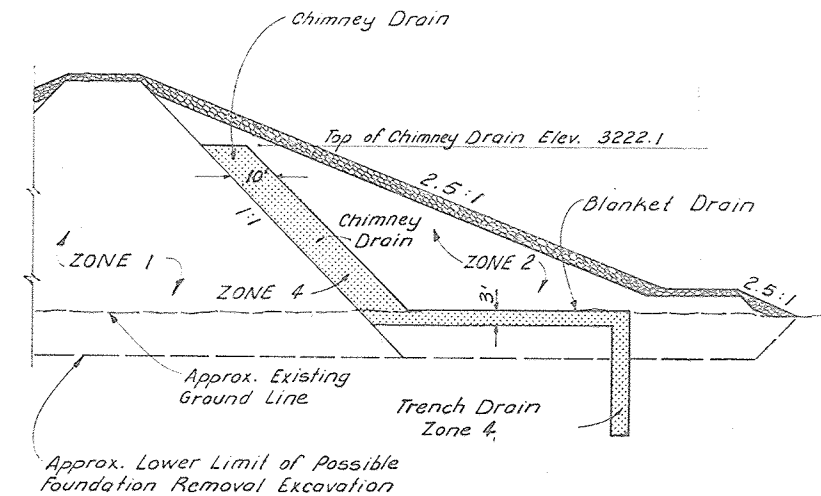 Chimney Drain
Top of Chimney Drain Elev. 3222.1
10'
2.5:1
1:1
Chimney
Drain
Blanket Drain
ZONE 1
ZONE 2
ZONE 4
3'
2.5:1
Approx. Existing
Ground Line
Trench Drain
Zone 4
Approx. Lower Limit of Possible
Foundation Removal Excavation